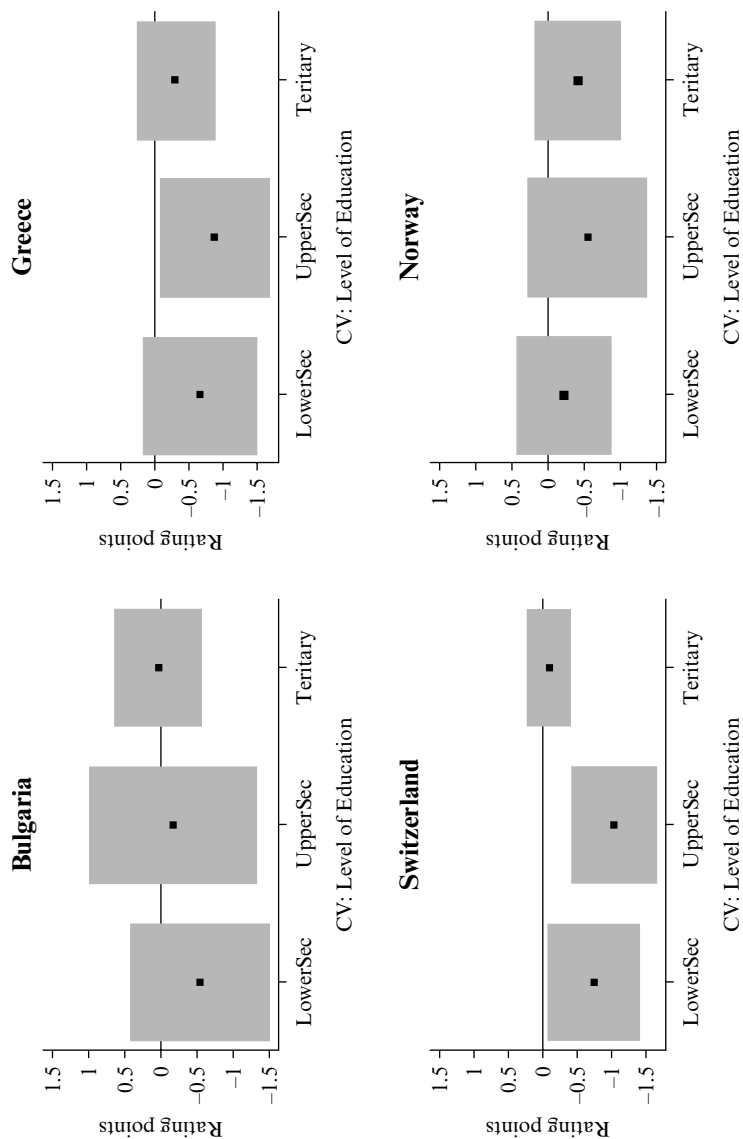 Bulgaria
Rating points
1.5
1
0.5
0
−0.5
−1
−1.5
LowerSec
UpperSec
Teritary
CV: Level of Education
Greece
Rating points
1.5
1
0.5
0
−0.5
−1
−1.5
LowerSec
UpperSec
Teritary
CV: Level of Education
Switzerland
Rating points
1.5
1
0.5
0
−0.5
−1
−1.5
LowerSec
UpperSec
Teritary
CV: Level of Education
Norway
Rating points
1.5
1
0.5
0
−0.5
−1
−1.5
LowerSec
UpperSec
Teritary
CV: Level of Education